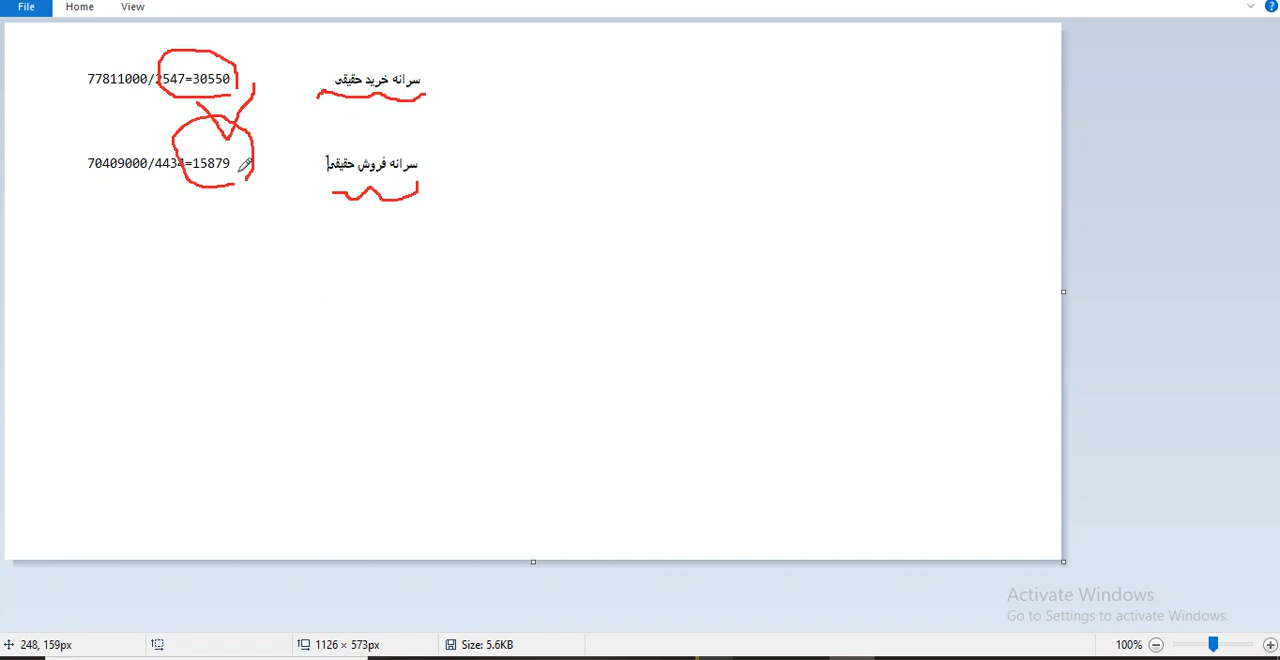 File Home View
77811000/2547=30550 سرانه خرید حقیقی
70409000/4434=15879 سرانه فروش حقیقی
Activate Windows
Go to Settings to activate Windows.
248, 159px 1126 × 573px Size: 5.6KB 100%